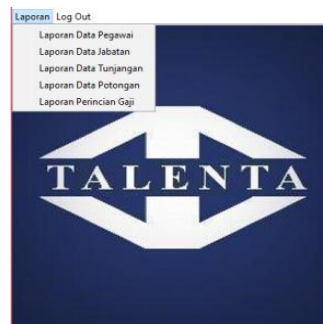 Laporan Log Out
Laporan Data Pegawai
Laporan Data Jabatan
Laporan Data Tunjangan
Laporan Data Potongan
Laporan Perincian Gaji
TALENTA